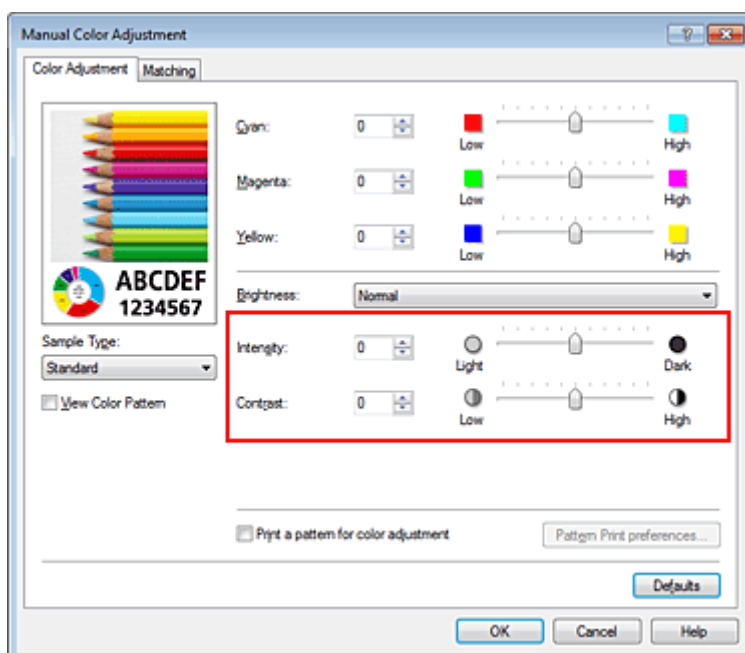 Manual Color Adjustment
Color Adjustment Matching
Cyan: 0 Low High
Magenta: 0 Low High
Yellow: 0 Low High
ABCDEF
1234567
Brightness: Normal
Sample Type:
Standard
View Color Pattern
Intensity: 0 Light Dark
Contrast: 0 Low High
Print a pattern for color adjustment Pattern Print preferences...
Defaults
OK Cancel Help